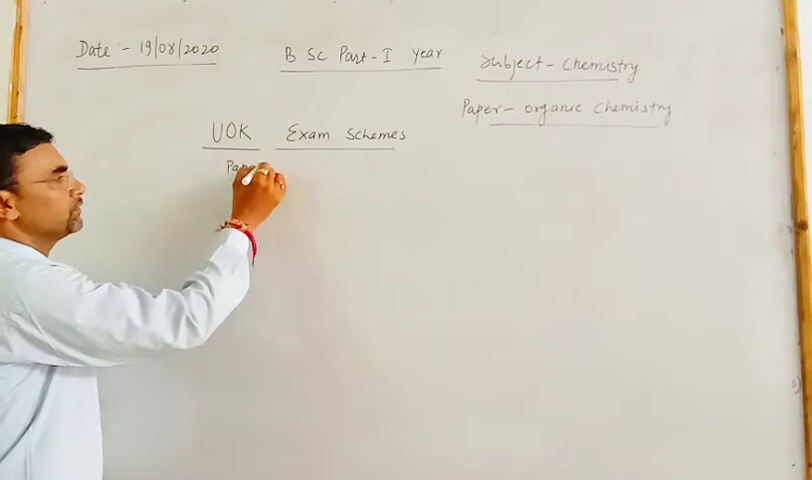 Date - 19/08/2020
B Sc Part - I Year
Subject - Chemistry
Paper - Organic Chemistry
UOK Exam Schemes